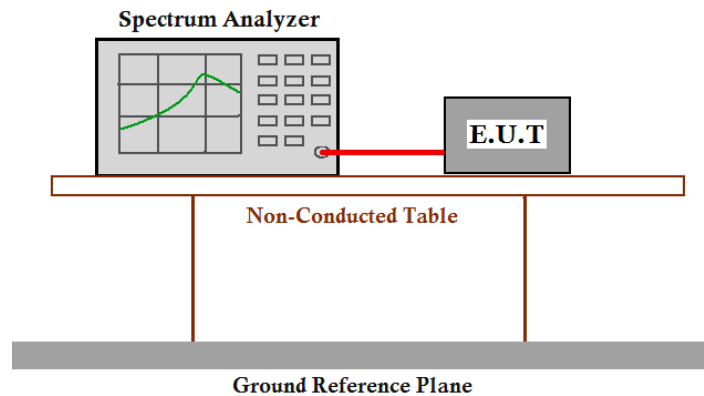 Spectrum Analyzer
E.U.T
Non-Conducted Table
Ground Reference Plane